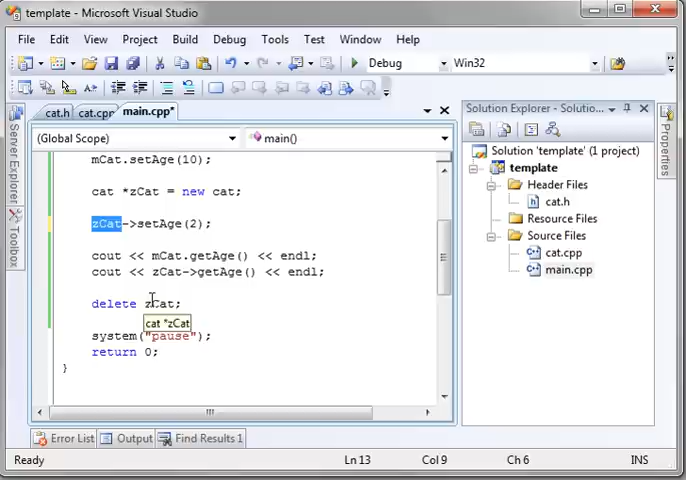 template - Microsoft Visual Studio
File Edit View Project Build Debug Tools Test Window Help
Debug Win32
cat.h cat.cpp main.cpp*
Solution Explorer - Solutio...
(Global Scope) main()
Server Explorer
Toolbox
Properties
mCat.setAge(10);
cat *zCat = new cat;
zCat->setAge(2);
cout << mCat.getAge() << endl;
cout << zCat->getAge() << endl;
delete zCat;
cat *zCat
system("pause");
return 0;
}
Solution 'template' (1 project)
template
Header Files
cat.h
Resource Files
Source Files
cat.cpp
main.cpp
Error List Output Find Results 1
Ready Ln 13 Col 9 Ch 6 INS